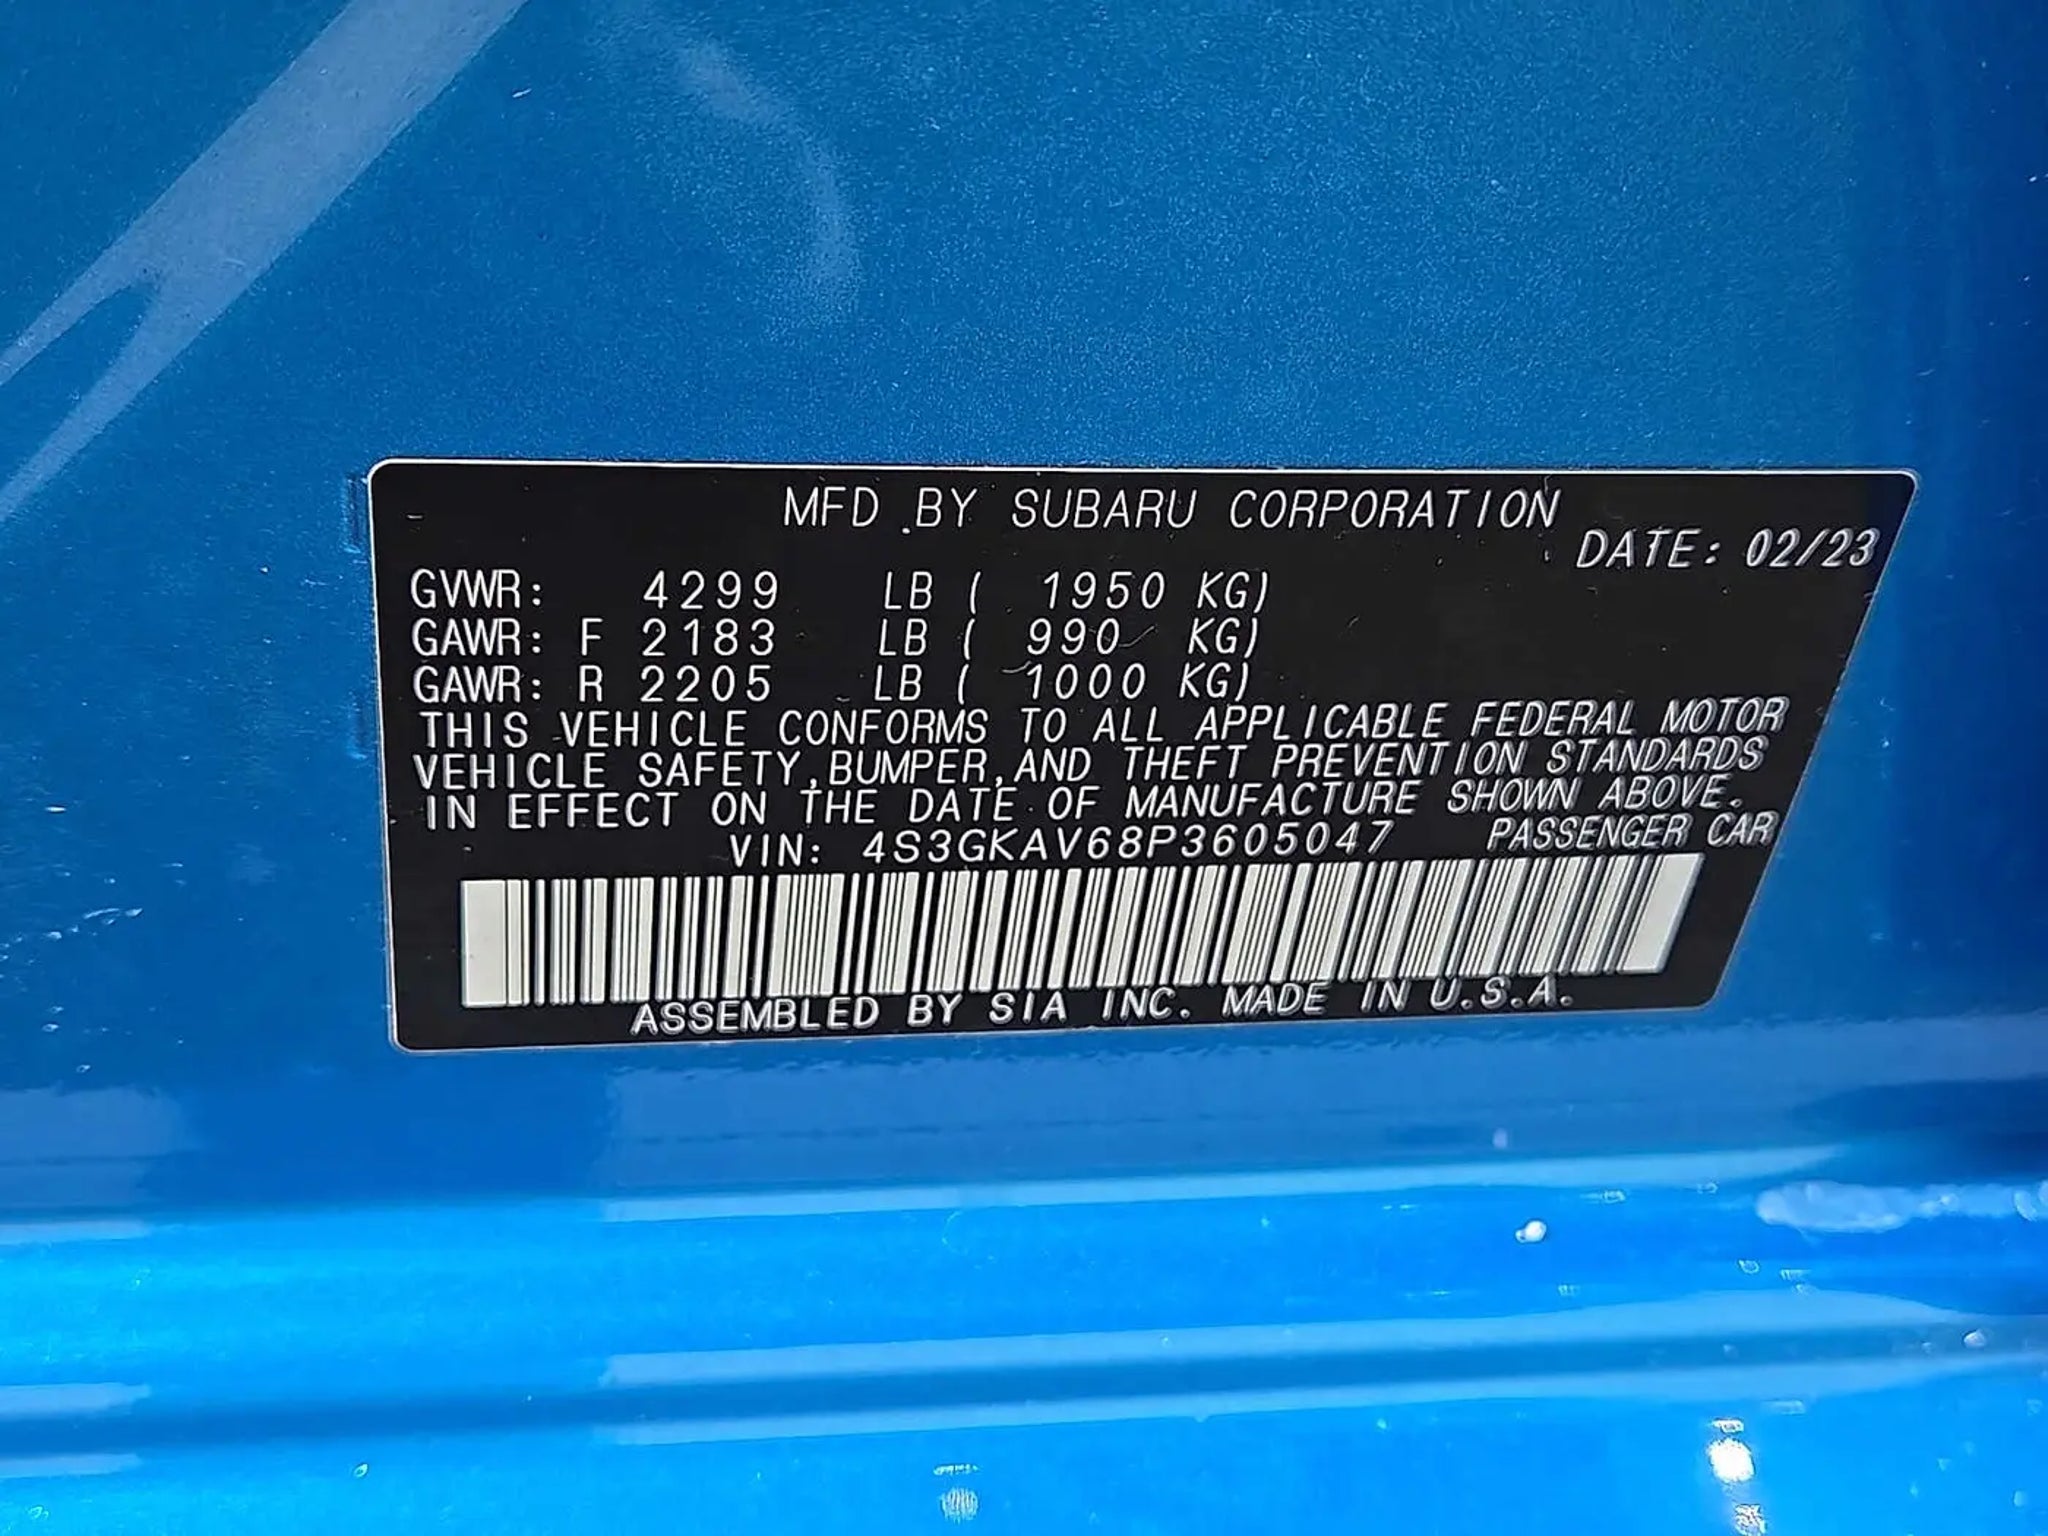 MFD.BY SUBARU CORPORATION
DATE: 02/23
GVWR: 4299 LB ( 1950 KG)
GAWR: F 2183 LB ( 990 KG)
GAWR: R 2205 LB ( 1000 KG)
THIS VEHICLE CONFORMS TO ALL APPLICABLE FEDERAL MOTOR
VEHICLE SAFETY,BUMPER,AND THEFT PREVENTION STANDARDS
IN EFFECT ON THE DATE OF MANUFACTURE SHOWN ABOVE.
VIN: 4S3GKAV68P3605047 PASSENGER CAR
ASSEMBLED BY SIA INC. MADE IN U.S.A.